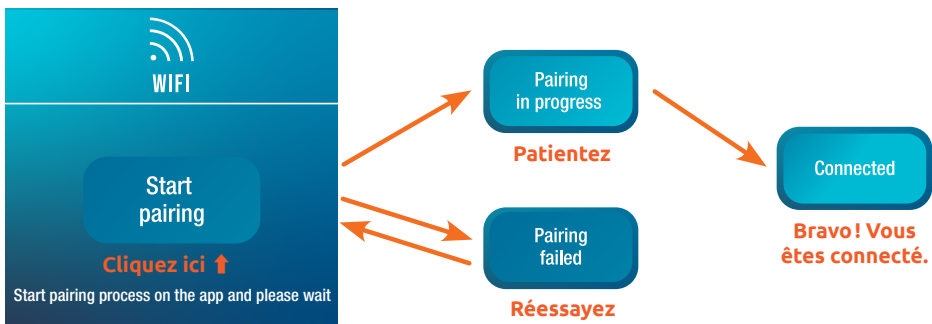 WIFI
Start
pairing
Cliquez ici
Start pairing process on the app and please wait
Pairing
in progress
Patientez
Pairing
failed
Réessayez
Connected
Bravo ! Vous
êtes connecté.